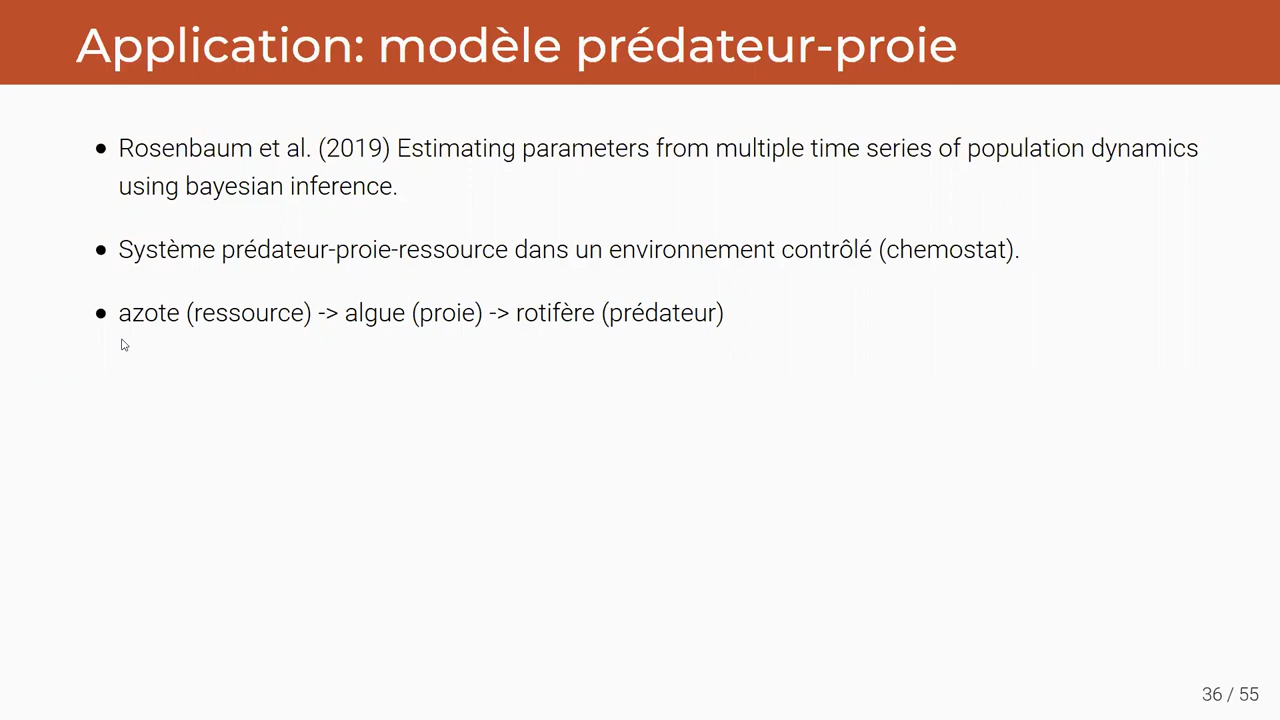 Application: modèle prédateur-proie
• Rosenbaum et al. (2019) Estimating parameters from multiple time series of population dynamics
using bayesian inference.
• Système prédateur-proie-ressource dans un environnement contrôlé (chemostat).
• azote (ressource) -> algue (proie) -> rotifère (prédateur)
36 / 55